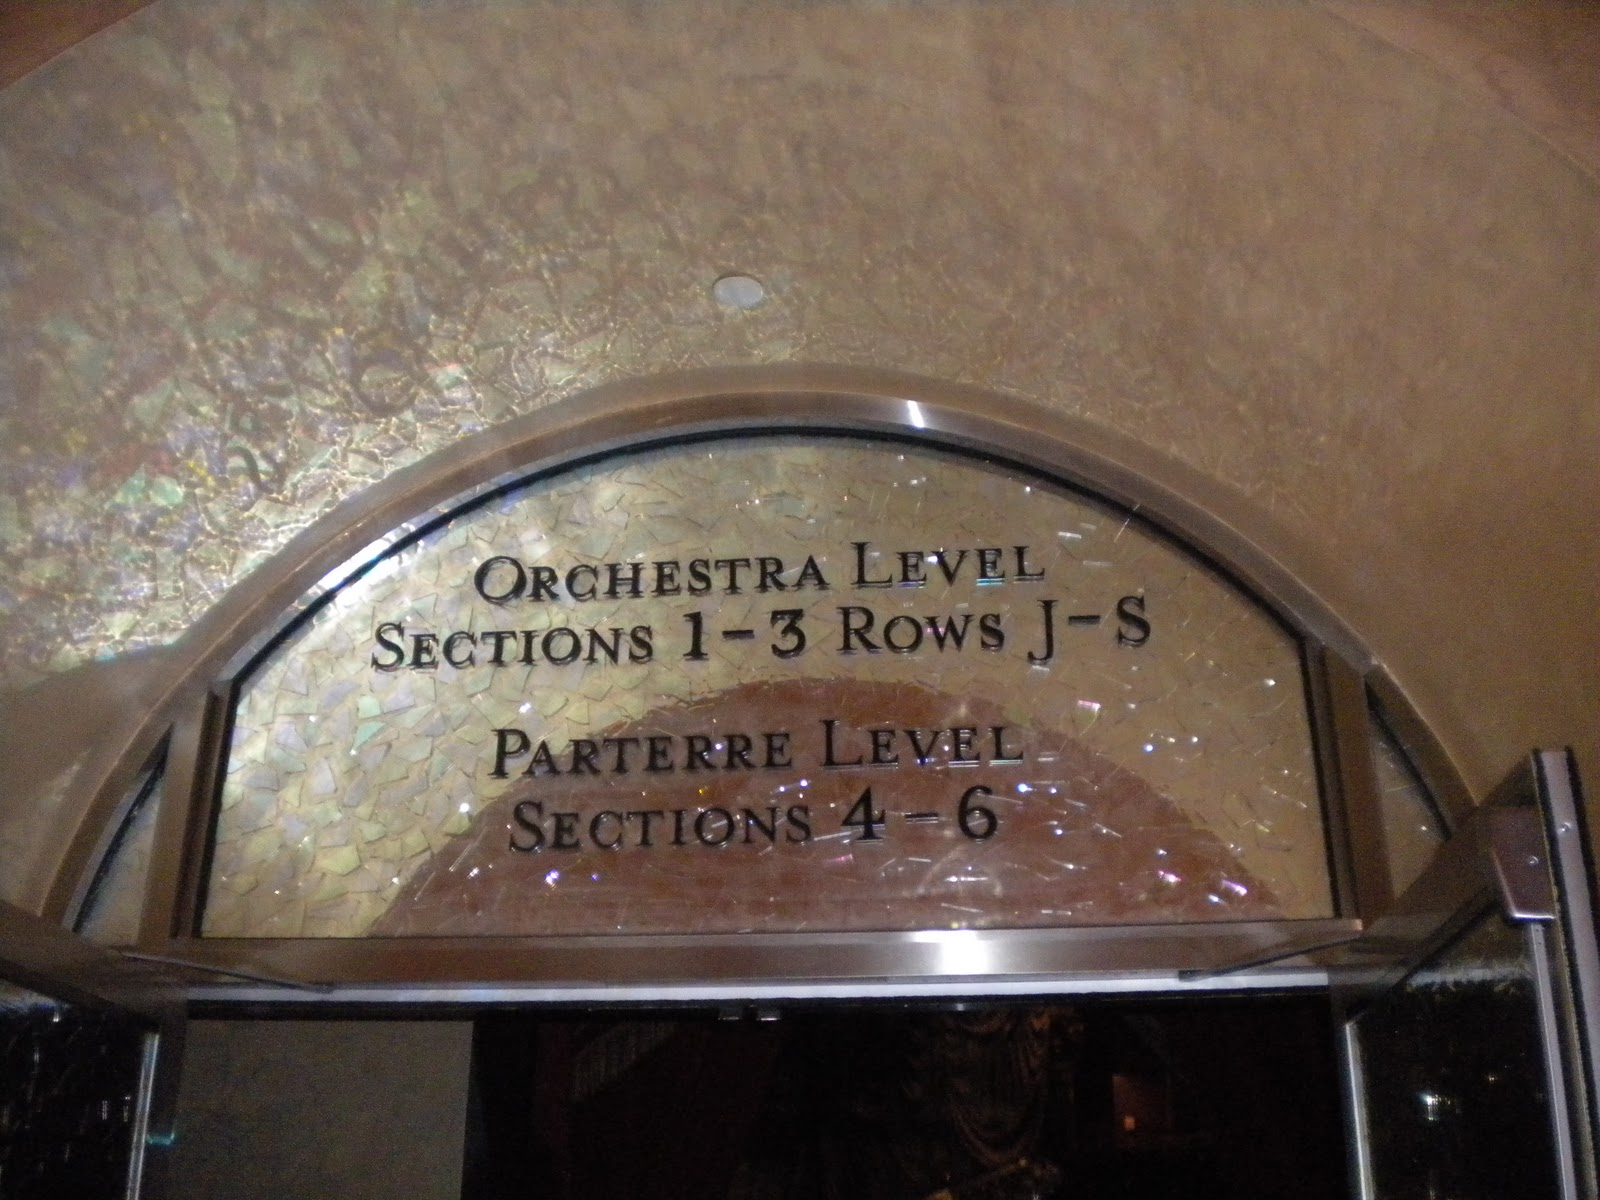 Orchestra Level
Sections 1-3 Rows J-S
Parterre Level
Sections 4-6